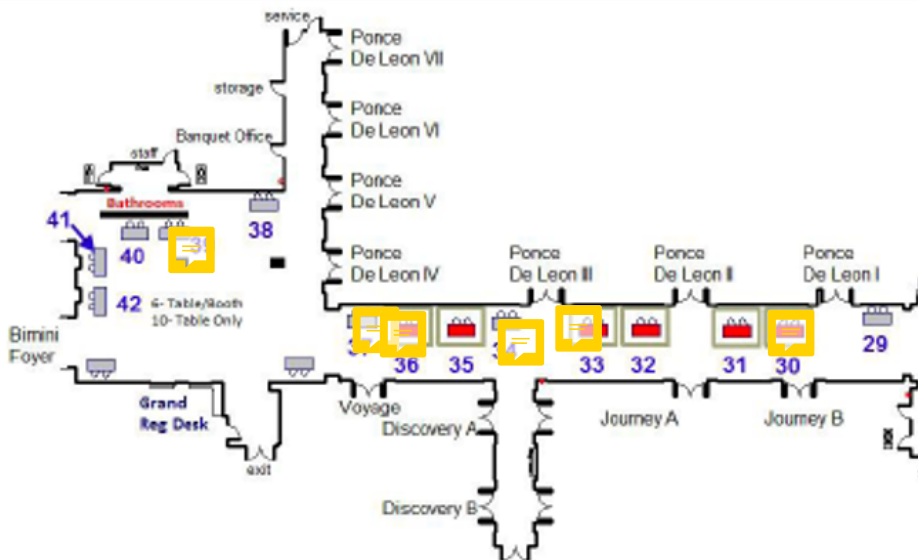 service
Ponce
De Leon VII
storage
Ponce
De Leon VI
Banquet Office
staff
Ponce
De Leon V
Bathrooms
41
40
38
Ponce
De Leon IV
Ponce
De Leon III
Ponce
De Leon II
Ponce
De Leon I
42
6- Table/Booth
10- Table Only
Bimini
Foyer
36
35
33
32
31
30
29
Grand
Reg Desk
Voyage
Discovery A
Journey A
Journey B
exit
Discovery B